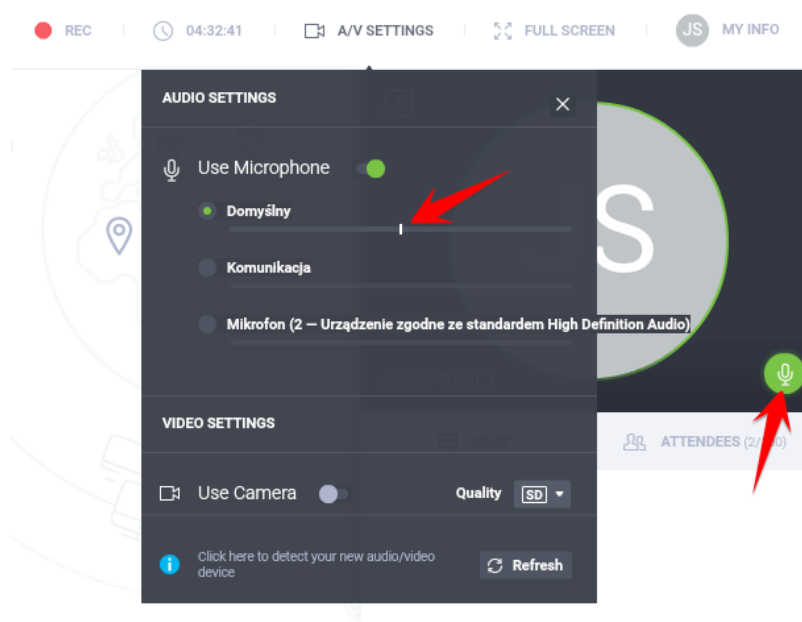 REC
04:32:41
A/V SETTINGS
FULL SCREEN
JS
MY INFO
AUDIO SETTINGS
Use Microphone
Domyślny
Komunikacja
Mikrofon (2 — Urządzenie zgodne ze standardem High Definition Audio)
S
VIDEO SETTINGS
CHAT
ATTENDEES (2/
0)
Use Camera
Quality
SD
Click here to detect your new audio/video
device
Refresh